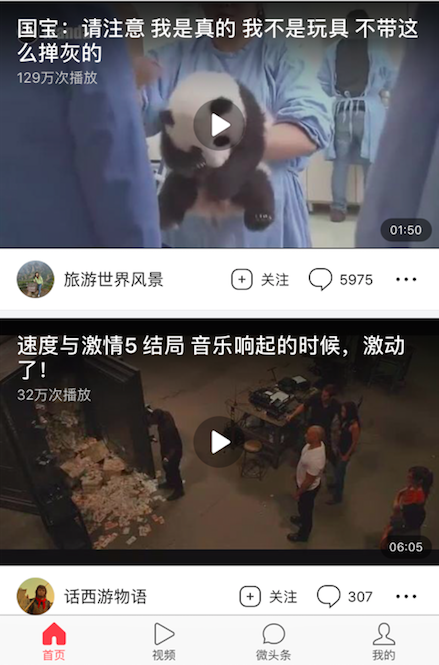 国宝：请注意 我是真的 我不是玩具 不带这
么掸灰的
129万次播放
01:50
旅游世界风景
关注
5975
速度与激情5 结局 音乐响起的时候，激动
了！
32万次播放
06:05
话西游物语
关注
307
首页
视频
微头条
我的